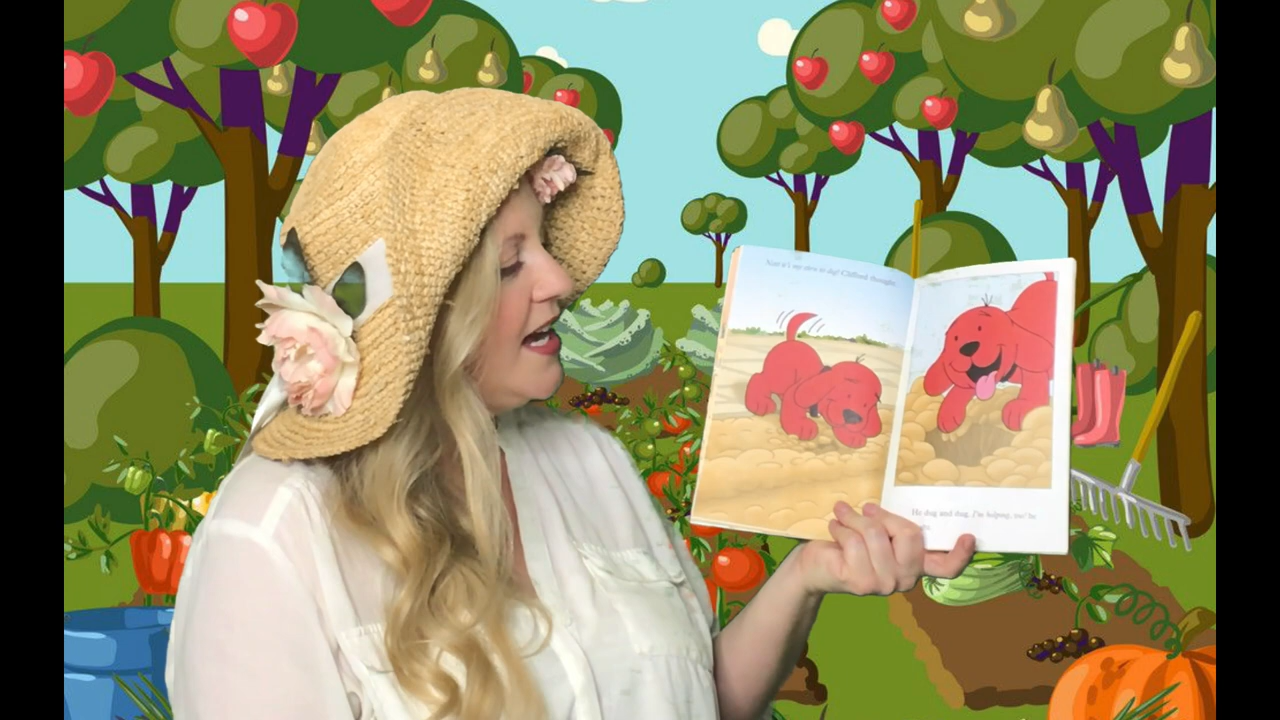 Now it's my turn to dig! Clifford thought.
He dug and dug. I'm helping, too! he